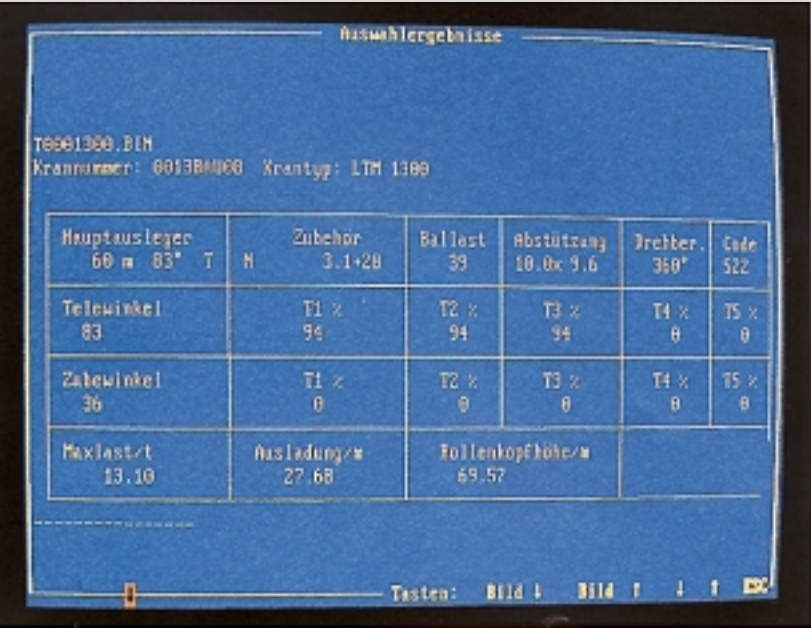 Auswahlergebnisse
T0001300.BIN
Krannummer: 0013BAU00 Krantyp: LTM 1300
Hauptausleger Zubehör Ballast Abstützung Drehber. Code
60 m 83° T N 3.1+28 39 10.0x 9.6 360° 522
Telewinkel T1 % T2 % T3 % T4 % T5 %
83 94 94 94 0 0
Zubewinkel T1 % T2 % T3 % T4 % T5 %
36 0 0 0 0 0
Maxlast/t Ausladung/m Rollenkopfhöhe/m
13.10 27.68 69.57
Tasten: Bild ↓ Bild ↑ ↓ ↑ ESC